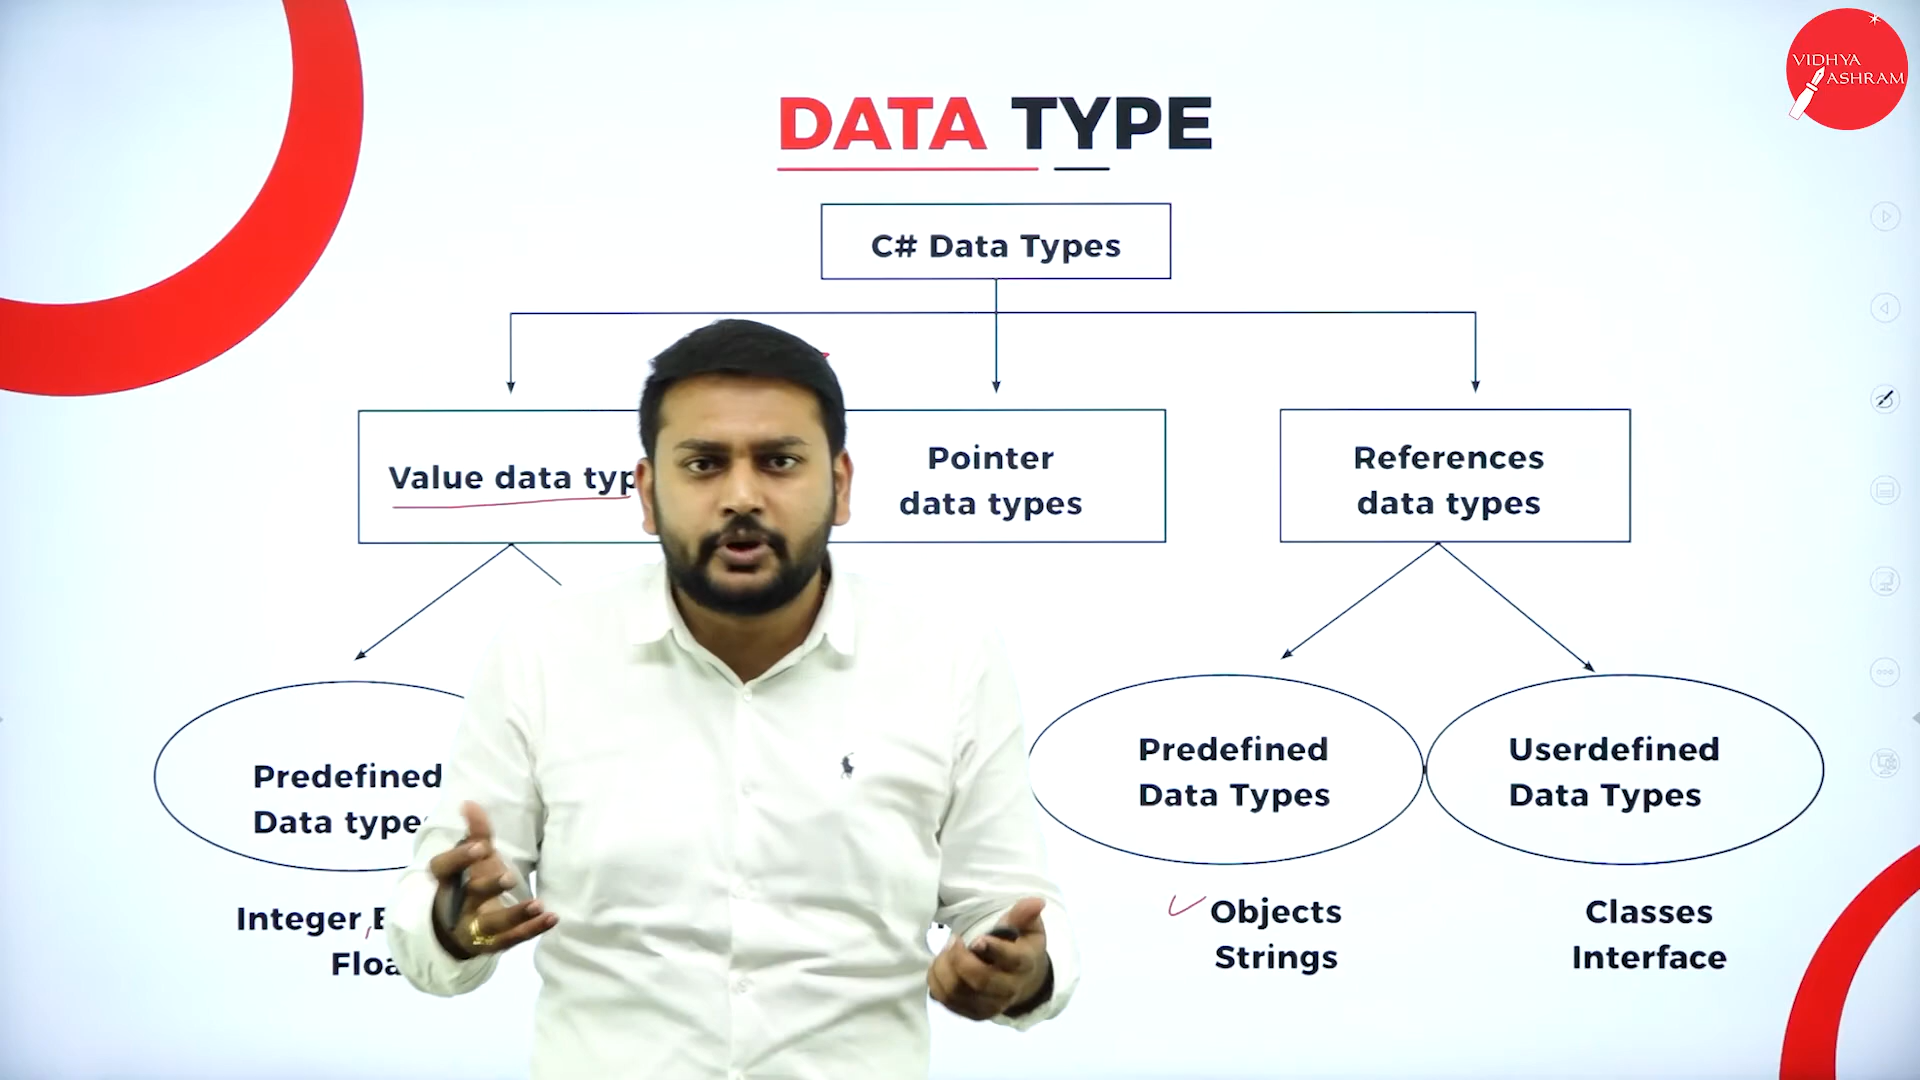 VIDHYA
ASHRAM
DATA TYPE
C# Data Types
Value data typ
Pointer
data types
References
data types
Predefined
Data type
Predefined
Data Types
Userdefined
Data Types
Integer,
Floa
Objects
Strings
Classes
Interface